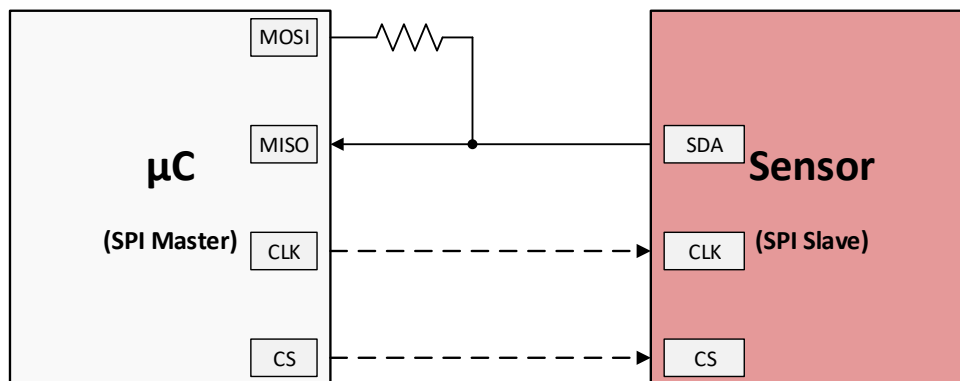 MOSI
MISO
SDA
µC
Sensor
(SPI Master)
CLK
CLK
(SPI Slave)
CS
CS